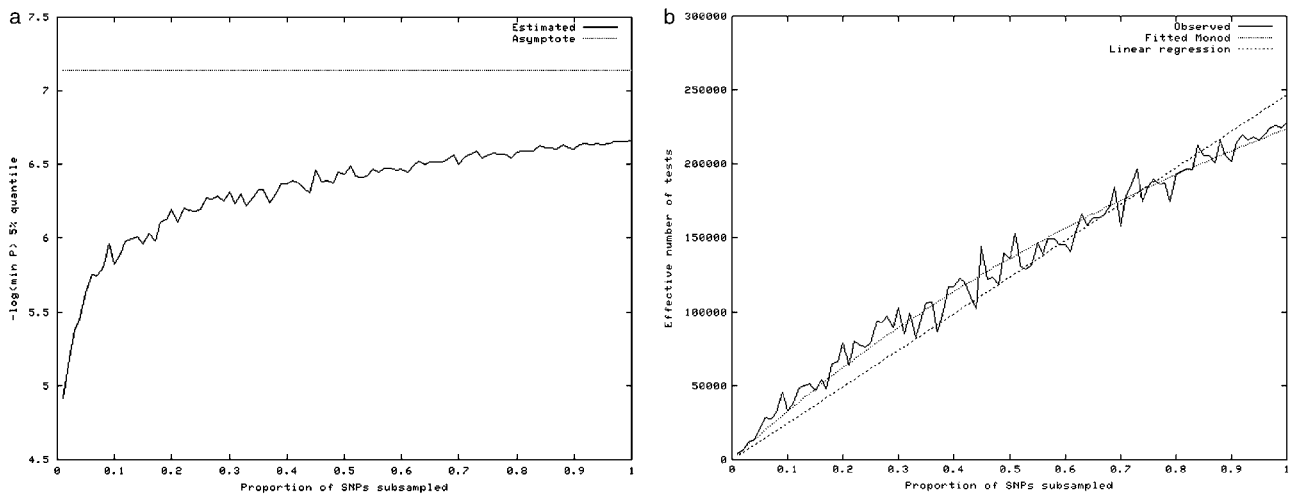 a
7.5
7
6.5
6
5.5
5
4.5
-log(min P) 5% quantile
Estimated
Asymptote
0 0.1 0.2 0.3 0.4 0.5 0.6 0.7 0.8 0.9 1
Proportion of SNPs subsampled
b
300000
250000
200000
150000
100000
50000
0
Effective number of tests
Observed
Fitted Monod
Linear regression
0 0.1 0.2 0.3 0.4 0.5 0.6 0.7 0.8 0.9 1
Proportion of SNPs subsampled